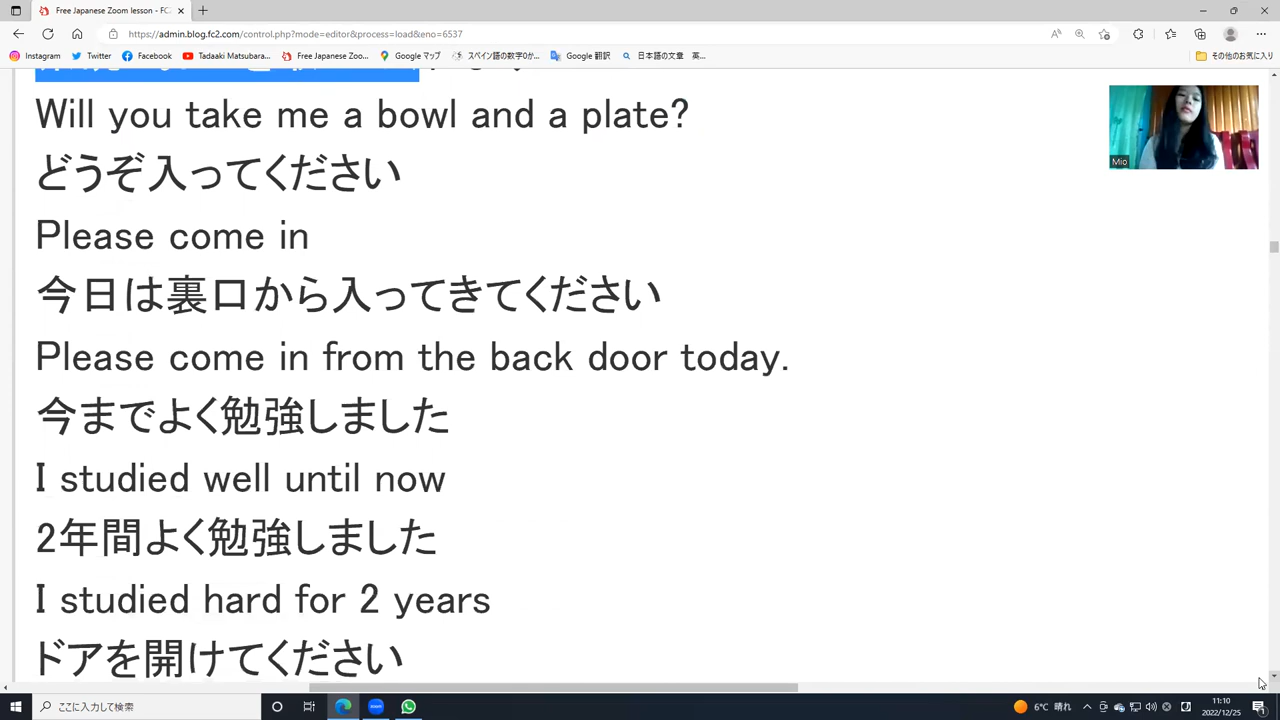 Free Japanese Zoom lesson - FC2
https://admin.blog.fc2.com/control.php?mode=editor&process=load&eno=6537
Instagram Twitter Facebook Tadaaki Matsubara... Free Japanese Zoo... Google マップ スペイン語の数字0か... Google 翻訳 日本語の文章 英... その他のお気に入り
Will you take me a bowl and a plate?
どうぞ入ってください
Please come in
今日は裏口から入ってきてください
Please come in from the back door today.
今までよく勉強しました
I studied well until now
2年間よく勉強しました
I studied hard for 2 years
ドアを開けてください
Mio
ここに入力して検索
zoom
6°C 晴れ
11:10
2022/12/25